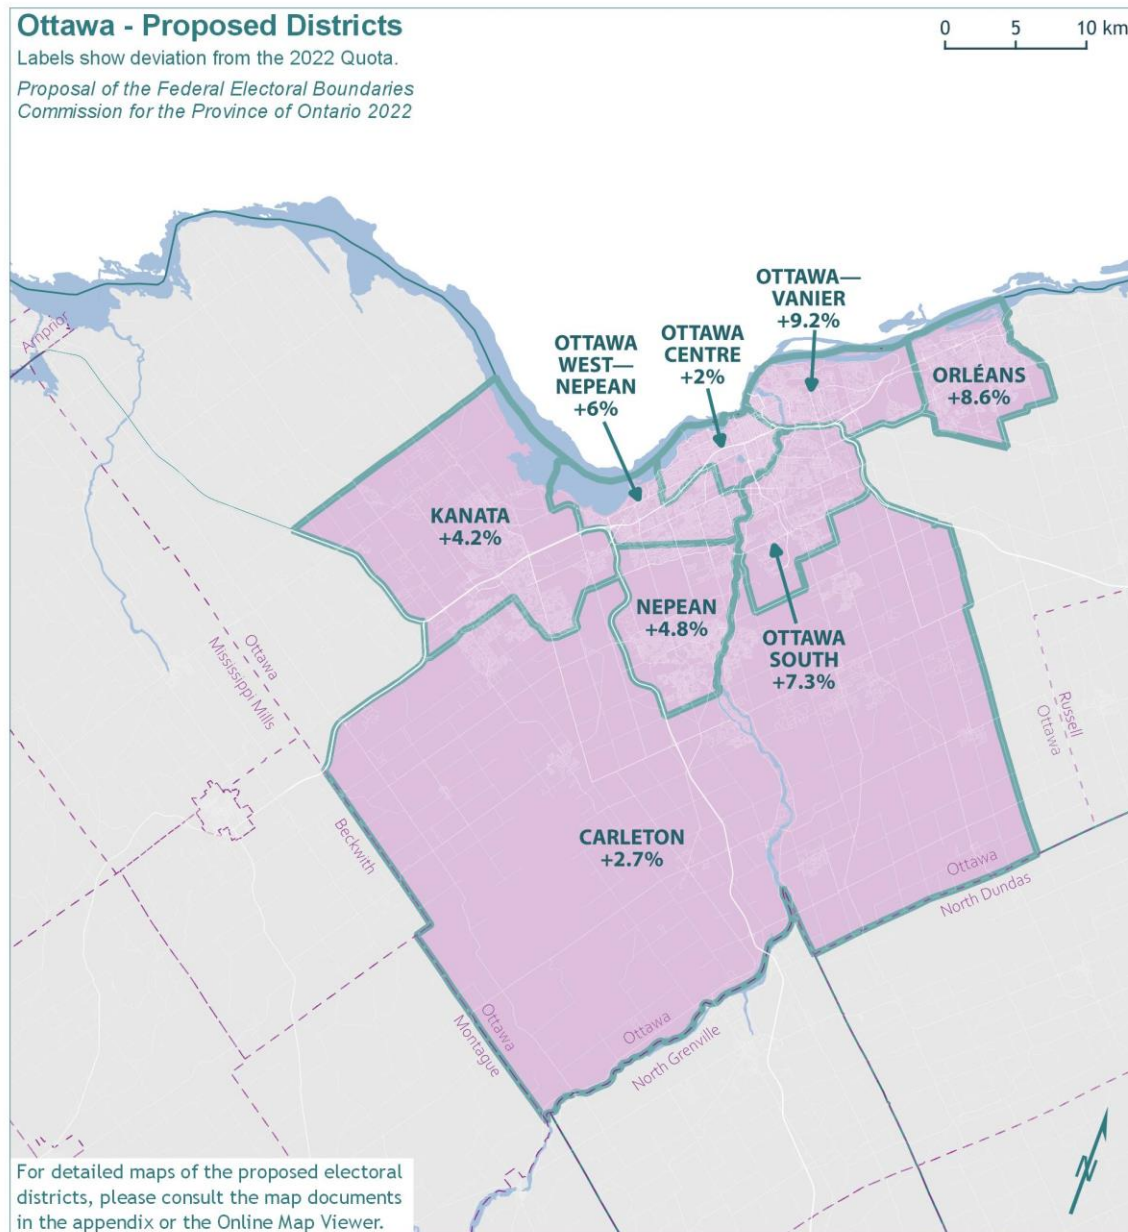 Ottawa - Proposed Districts
Labels show deviation from the 2022 Quota.
Proposal of the Federal Electoral Boundaries
Commission for the Province of Ontario 2022
0 5 10 km
Arnprior
OTTAWA—
VANIER
+9.2%
OTTAWA
CENTRE
+2%
OTTAWA
WEST—
NEPEAN
+6%
ORLÉANS
+8.6%
KANATA
+4.2%
NEPEAN
+4.8%
OTTAWA
SOUTH
+7.3%
Ottawa
Mississippi Mills
Russell
Ottawa
Beckwith
CARLETON
+2.7%
Ottawa
North Dundas
Ottawa
Montague
Ottawa
North Grenville
N
For detailed maps of the proposed electoral
districts, please consult the map documents
in the appendix or the Online Map Viewer.